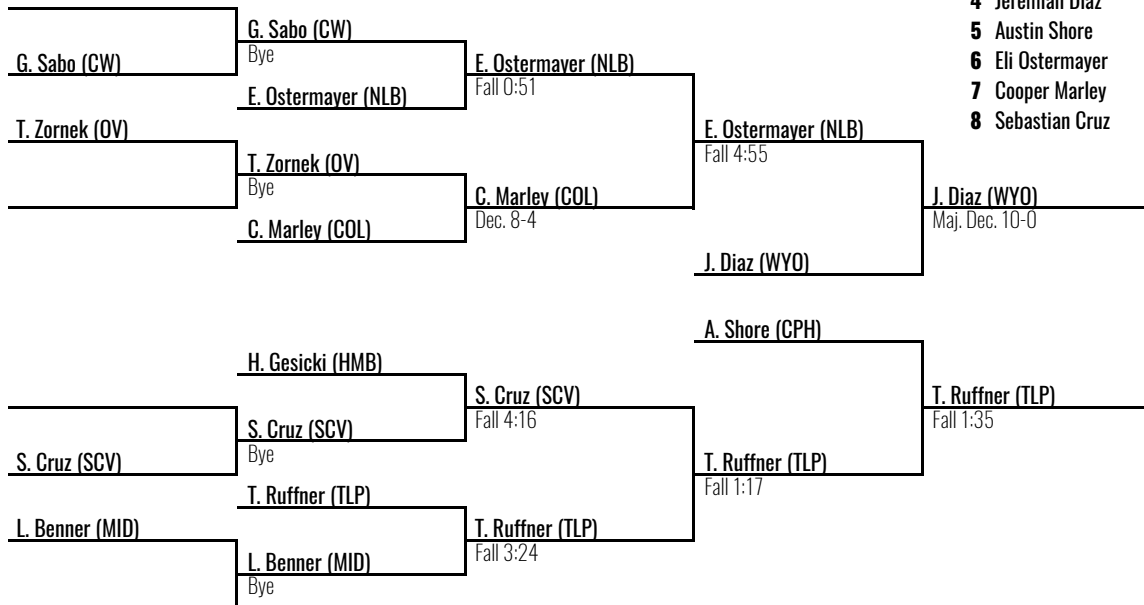 4 Jeremiah Diaz
5 Austin Shore
6 Eli Ostermayer
7 Cooper Marley
8 Sebastian Cruz
G. Sabo (CW)
Bye
G. Sabo (CW)
E. Ostermayer (NLB)
Fall 0:51
E. Ostermayer (NLB)
T. Zornek (OV)
E. Ostermayer (NLB)
Fall 4:55
T. Zornek (OV)
Bye
C. Marley (COL)
Dec. 8-4
J. Diaz (WYO)
Maj. Dec. 10-0
C. Marley (COL)
J. Diaz (WYO)
A. Shore (CPH)
H. Gesicki (HMB)
S. Cruz (SCV)
Fall 4:16
T. Ruffner (TLP)
Fall 1:35
S. Cruz (SCV)
Bye
S. Cruz (SCV)
T. Ruffner (TLP)
Fall 1:17
T. Ruffner (TLP)
L. Benner (MID)
T. Ruffner (TLP)
Fall 3:24
L. Benner (MID)
Bye